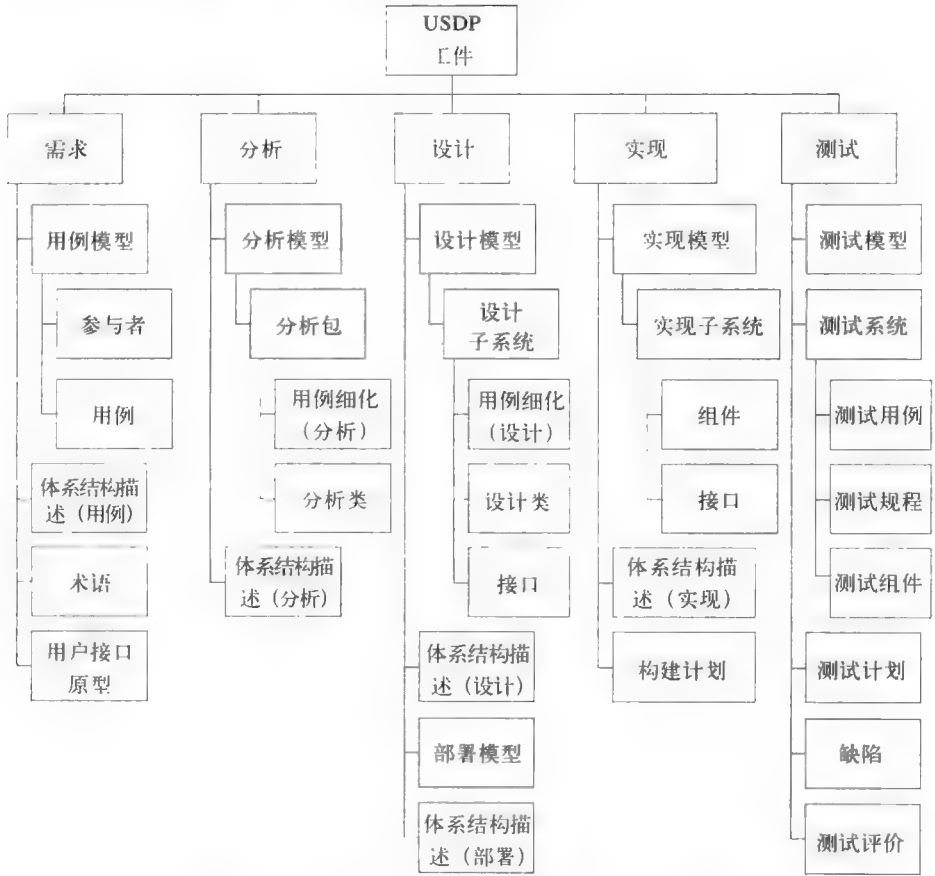 USDP
工件
需求
用例模型
参与者
用例
体系结构描
述（用例）
术语
用户接口
原型
分析
分析模型
分析包
用例细化
（分析）
分析类
体系结构描
述（分析）
设计
设计模型
设计
子系统
用例细化
（设计）
设计类
接口
体系结构描
述（设计）
部署模型
体系结构描
述（部署）
实现
实现模型
实现子系统
组件
接口
体系结构描
述（实现）
构建计划
测试
测试模型
测试系统
测试用例
测试规程
测试组件
测试计划
缺陷
测试评价